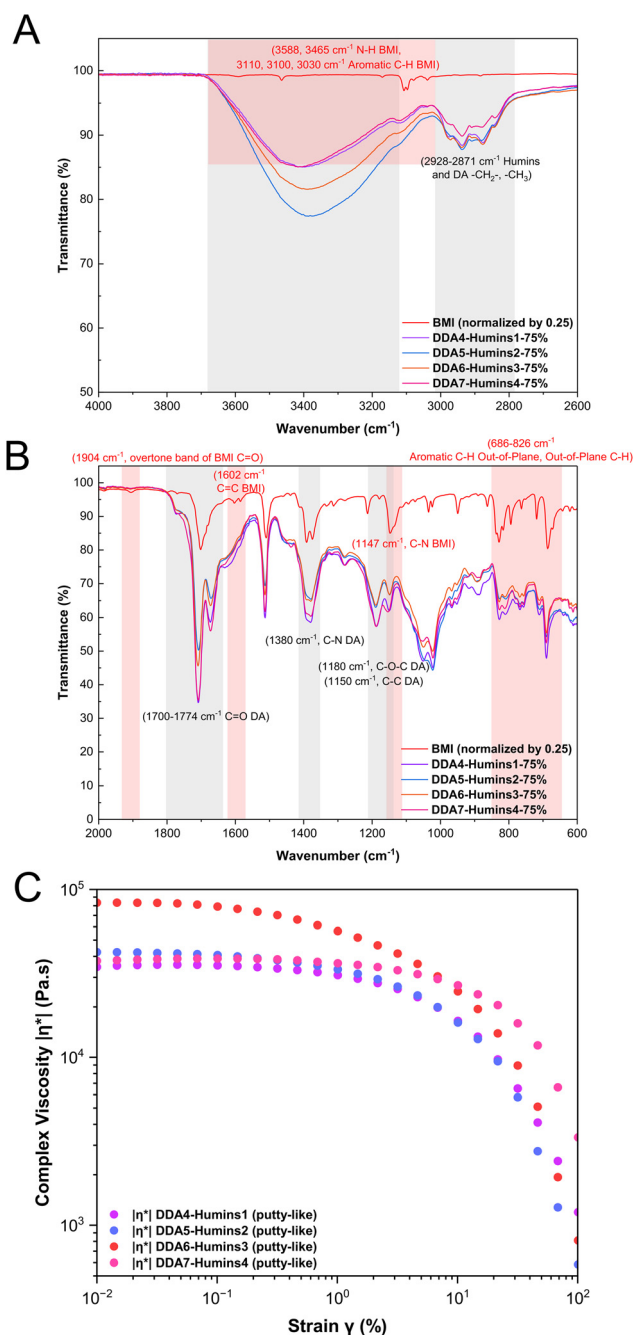 A
(3588, 3465 cm⁻¹ N-H BMI,
3110, 3100, 3030 cm⁻¹ Aromatic C-H BMI)
(2928-2871 cm⁻¹ Humins
and DA -CH₂-, -CH₃)
Transmittance (%)
100
90
80
70
60
50
BMI (normalized by 0.25)
DDA4-Humins1-75%
DDA5-Humins2-75%
DDA6-Humins3-75%
DDA7-Humins4-75%
4000 3800 3600 3400 3200 3000 2800 2600
Wavenumber (cm⁻¹)
B
(1904 cm⁻¹, overtone band of BMI C=O)
(1602 cm⁻¹
C=C BMI)
(686-826 cm⁻¹
Aromatic C-H Out-of-Plane, Out-of-Plane C-H)
(1147 cm⁻¹, C-N BMI)
(1380 cm⁻¹, C-N DA)
(1180 cm⁻¹, C-O-C DA)
(1150 cm⁻¹, C-C DA)
(1700-1774 cm⁻¹ C=O DA)
Transmittance (%)
100
90
80
70
60
50
40
30
20
10
0
BMI (normalized by 0.25)
DDA4-Humins1-75%
DDA5-Humins2-75%
DDA6-Humins3-75%
DDA7-Humins4-75%
2000 1800 1600 1400 1200 1000 800 600
Wavenumber (cm⁻¹)
C
Complex Viscosity |η*| (Pa.s)
10⁵
10⁴
10³
|η*| DDA4-Humins1 (putty-like)
|η*| DDA5-Humins2 (putty-like)
|η*| DDA6-Humins3 (putty-like)
|η*| DDA7-Humins4 (putty-like)
10⁻² 10⁻¹ 10⁰ 10¹ 10²
Strain γ (%)